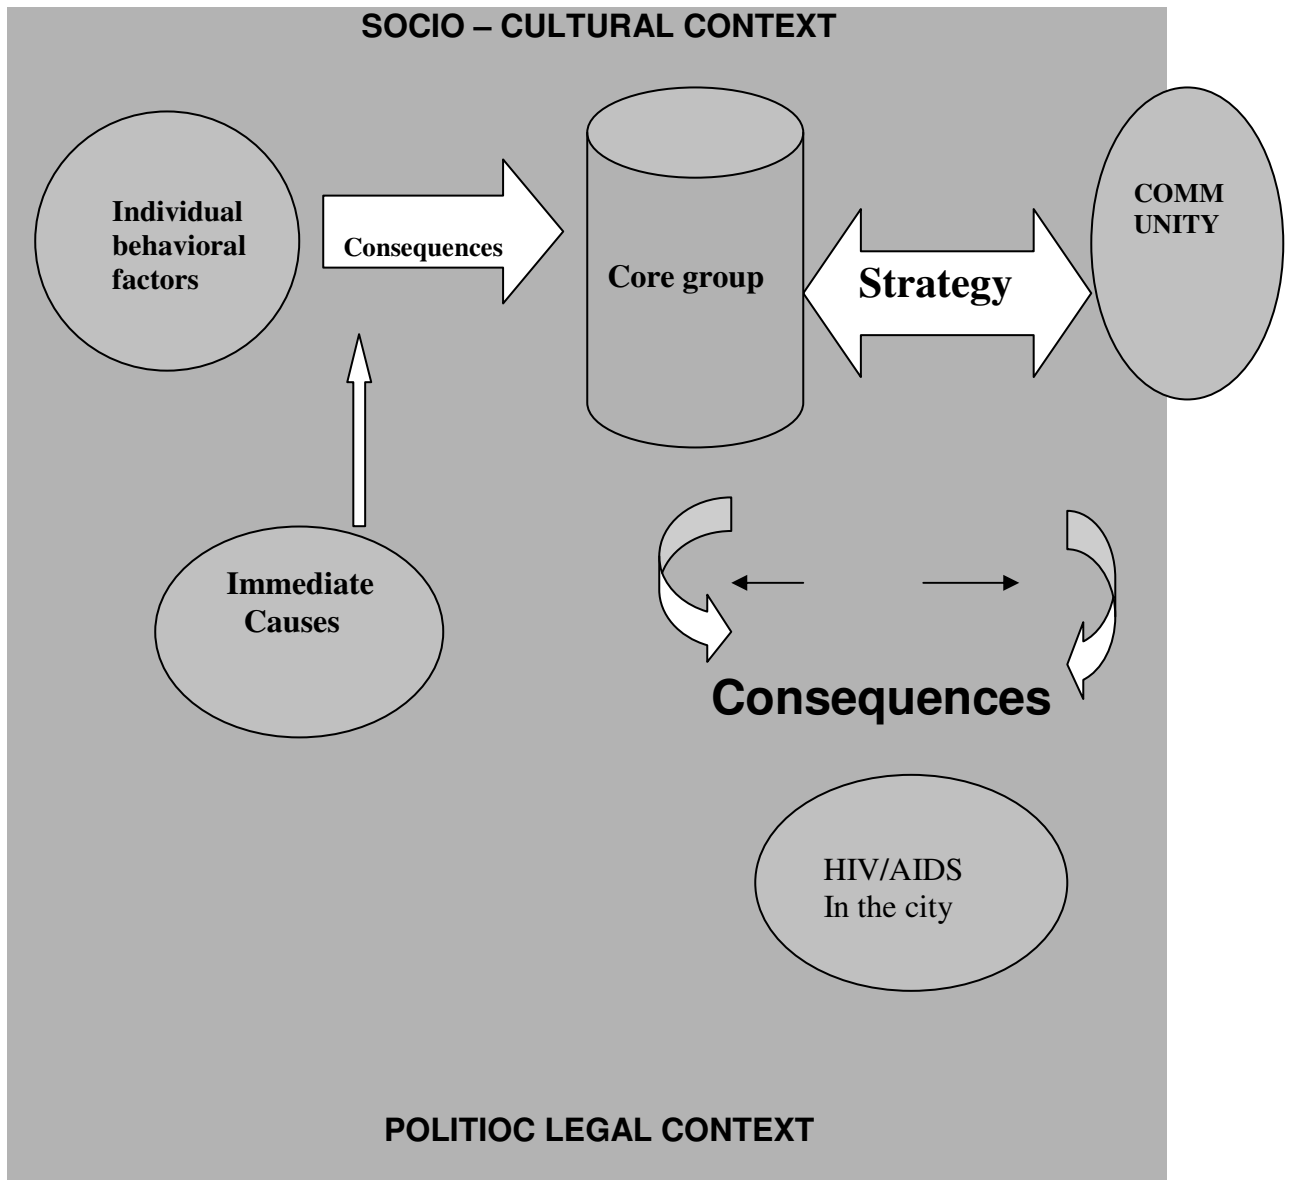 SOCIO – CULTURAL CONTEXT
Individual
behavioral
factors
Consequences
Core group
Strategy
COMM
UNITY
Immediate
Causes
Consequences
HIV/AIDS
In the city
POLITIOC LEGAL CONTEXT